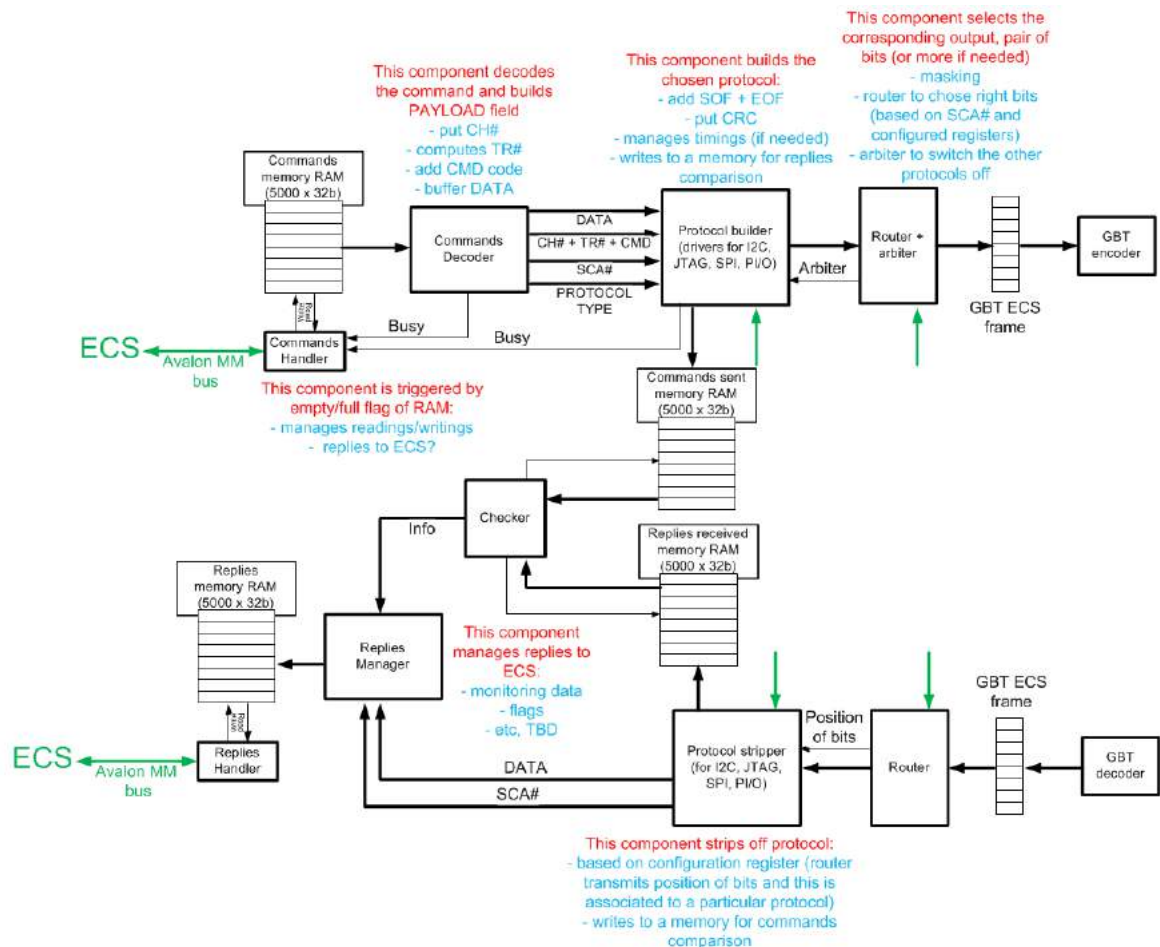 This component selects the
corresponding output, pair of
bits (or more if needed)
- masking
- router to chose right bits
(based on SCA# and
configured registers)
- arbiter to switch the other
protocols off
This component builds the
chosen protocol:
- add SOF + EOF
- put CRC
- manages timings (if needed)
- writes to a memory for replies
comparison
This component decodes
the command and builds
PAYLOAD field
- put CH#
- computes TR#
- add CMD code
- buffer DATA
Commands
memory RAM
(5000 x 32b)
Commands
Decoder
DATA
CH# + TR# + CMD
SCA#
PROTOCOL
TYPE
Protocol builder
(drivers for I2C,
JTAG, SPI, PI/O)
Arbiter
Router +
arbiter
GBT ECS
frame
GBT
encoder
Write
Read
Busy
Busy
ECS
Avalon MM
bus
Commands
Handler
This component is triggered by
empty/full flag of RAM:
- manages readings/writings
- replies to ECS?
Commands sent
memory RAM
(5000 x 32b)
Checker
Info
Replies received
memory RAM
(5000 x 32b)
Replies
memory RAM
(5000 x 32b)
Replies
Manager
This component
manages replies to
ECS:
- monitoring data
- flags
- etc, TBD
Write
Read
ECS
Avalon MM
bus
Replies
Handler
DATA
SCA#
Protocol stripper
(for I2C, JTAG,
SPI, PI/O)
Position
of bits
Router
GBT ECS
frame
GBT
decoder
This component strips off protocol:
- based on configuration register (router
transmits position of bits and this is
associated to a particular protocol)
- writes to a memory for commands
comparison